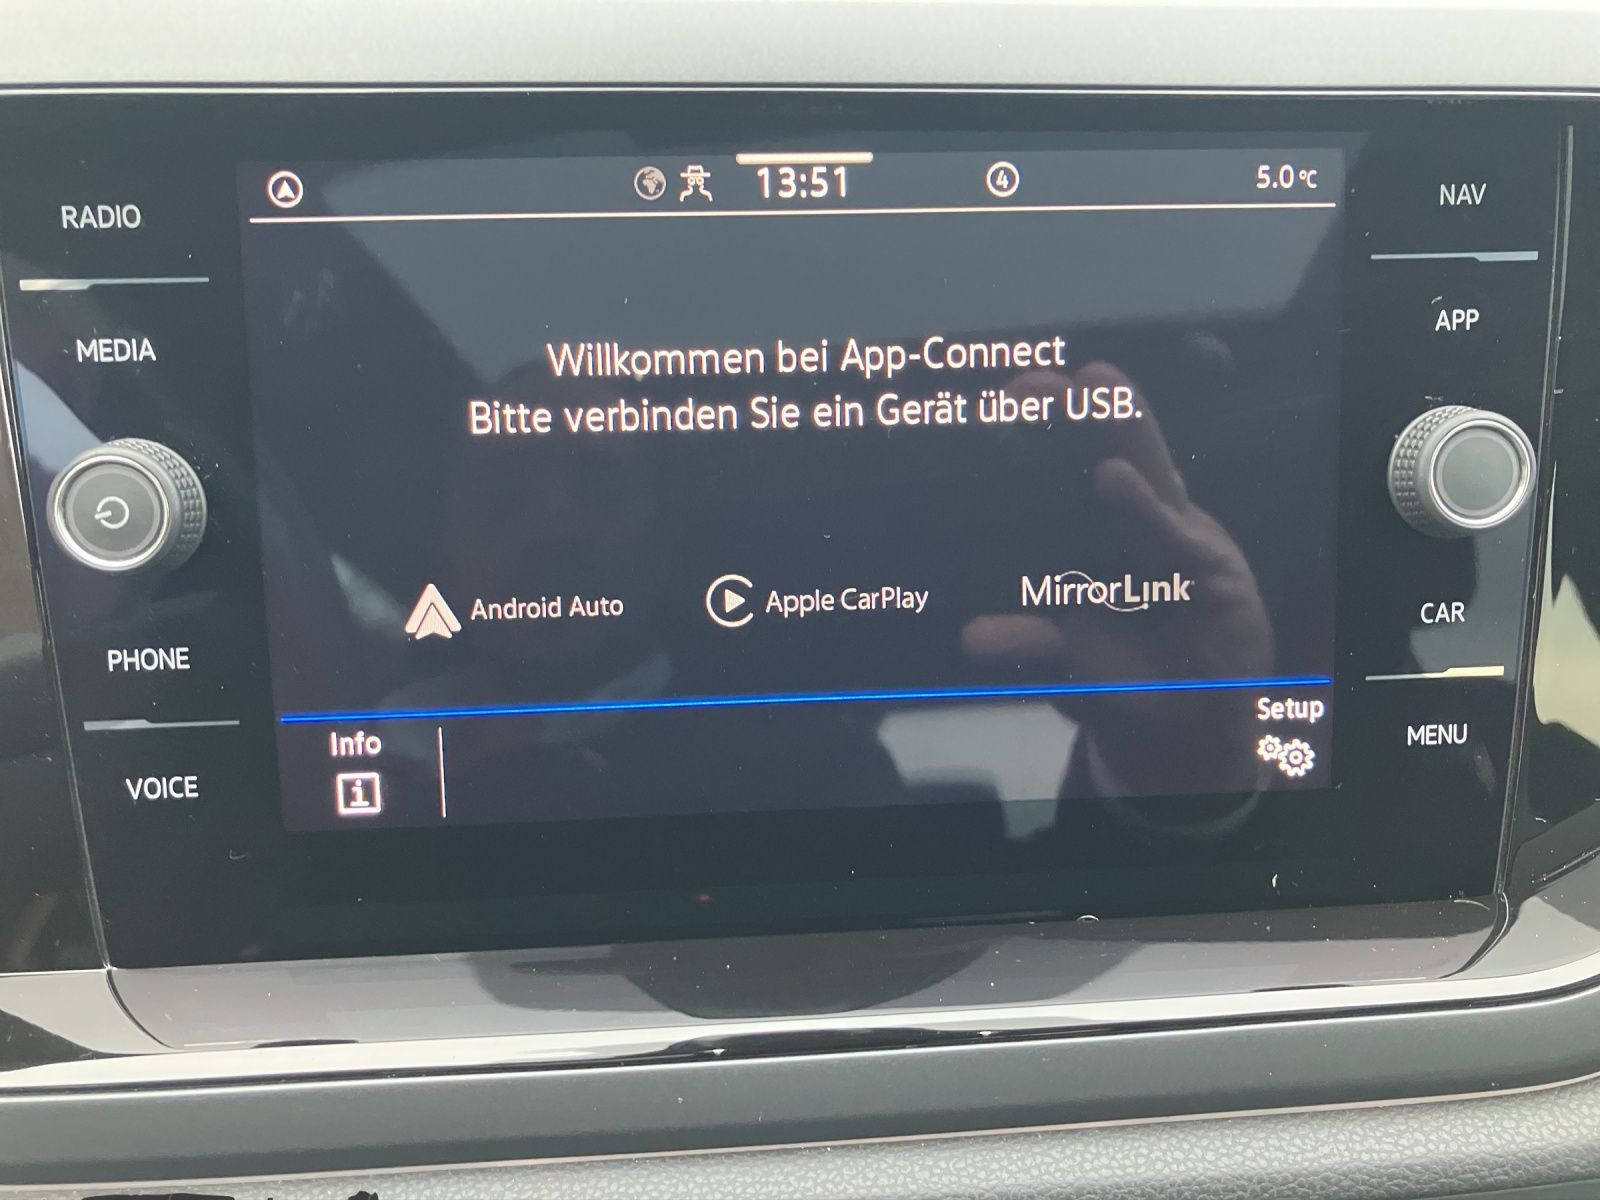 RADIO
MEDIA
PHONE
VOICE
13:51
4
5.0°C
Willkommen bei App-Connect
Bitte verbinden Sie ein Gerät über USB.
Android Auto
Apple CarPlay
MirrorLink
Info
i
Setup
NAV
APP
CAR
MENU